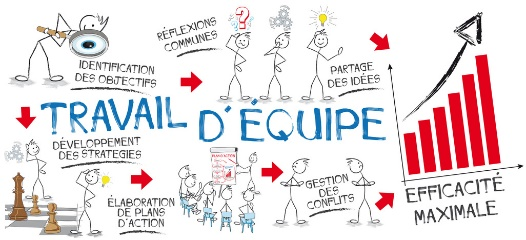 IDENTIFICATION
DES OBJECTIFS
RÉFLEXIONS
COMMUNES
PARTAGE
DES IDÉES
TRAVAIL D'ÉQUIPE
DÉVELOPPEMENT
DES STRATEGIES
ÉLABORATION
DE PLANS
D'ACTION
GESTION
DES
CONFLITS
EFFICACITÉ
MAXIMALE